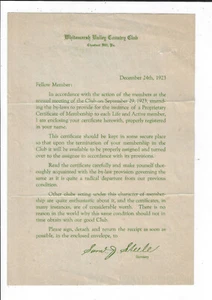 Whitemarsh Valley Country Club
Chestnut Hill, Pa.
December 24th, 1923
Fellow Member:
In accordance with the action of the members at the
annual meeting of the Club on September 29, 1923, amending
the by-laws to provide for the issuance of a Proprietary
Certificate of Membership to each Life and Active member,
I am enclosing your certificate herewith, properly registered
in your name.
This certificate should be kept in some secure place
so that upon the termination of your membership in the
Club it will be available to be properly assigned and turned
over to the assignee in accordance with its provisions.
Read the certificate carefully and make yourself thoroughly
acquainted with the by-law provision governing the
same as it is quite a radical departure from our previous
condition.
Other clubs using under this character of membership
are quite enthusiastic about it, and the certificates, in
many instances, are of considerable worth. There is no
reason in the world why this same condition should not in
time obtain with our good Club.
Please sign, detach and return the receipt as soon as
possible, in the enclosed envelope, to
Secretary